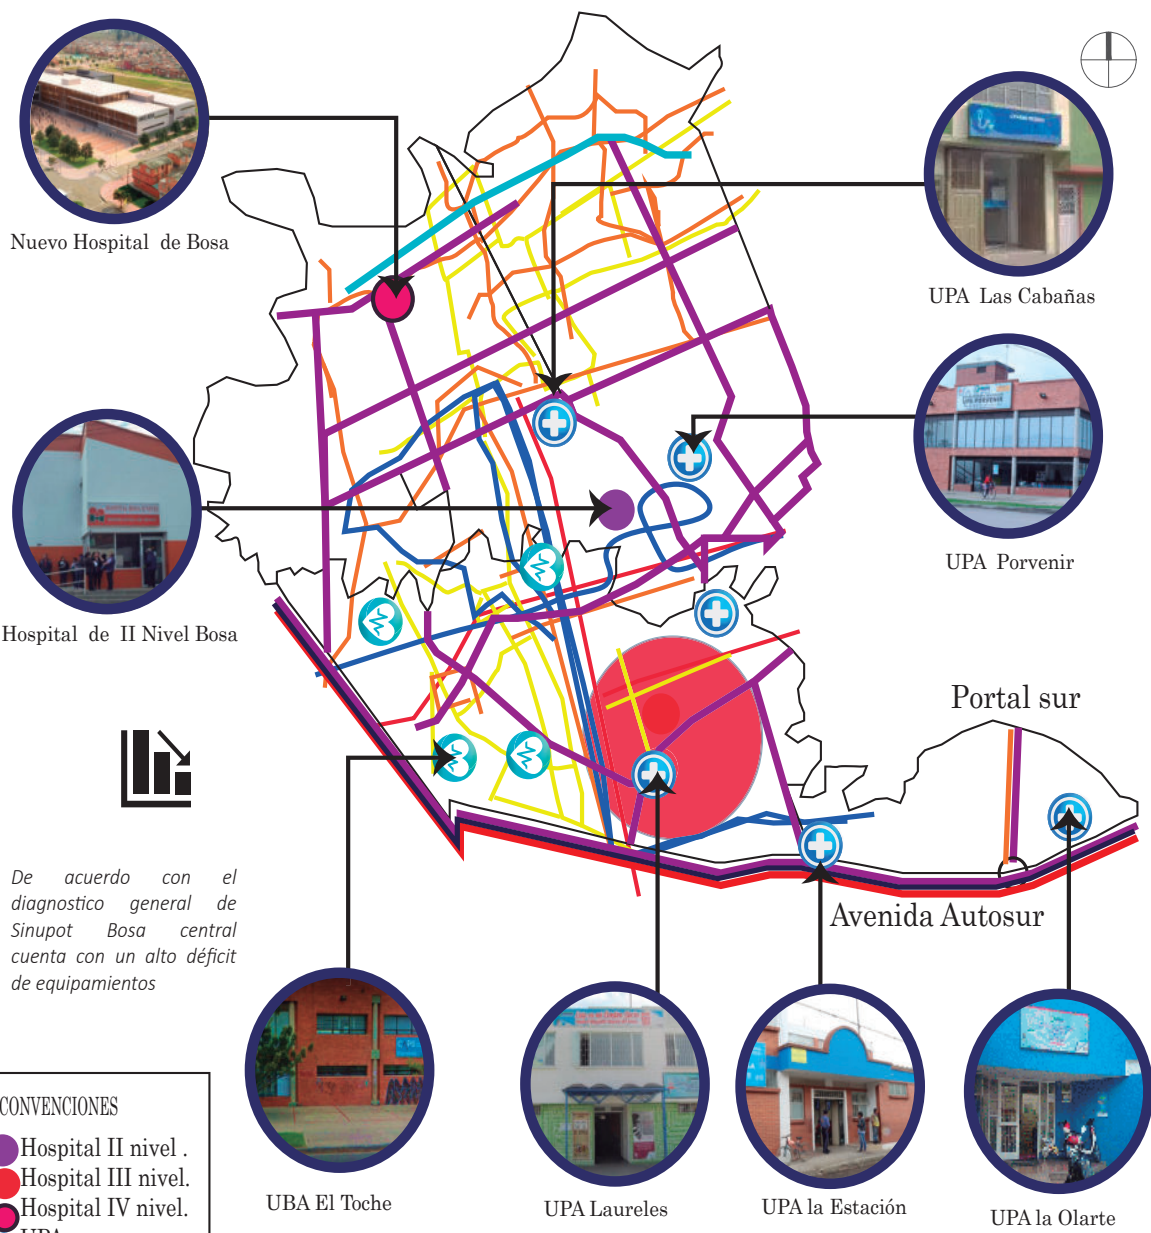 Nuevo Hospital de Bosa
UPA Las Cabañas
UPA Porvenir
Hospital de II Nivel Bosa
Portal sur
De acuerdo con el
diagnostico general de
Sinupot Bosa central
cuenta con un alto déficit
de equipamientos
Avenida Autosur
CONVENCIONES
Hospital II nivel .
Hospital III nivel.
Hospital IV nivel.
UBA El Toche
UPA Laureles
UPA la Estación
UPA la Olarte